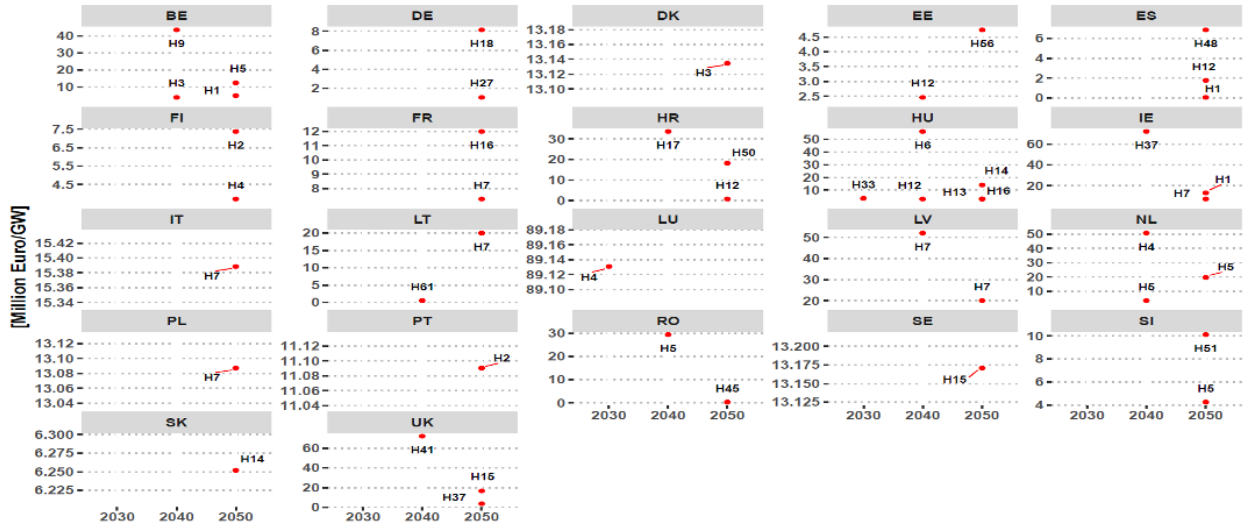 BE DE DK EE ES
40 30 20 10 H9 H3 H5 H1
8 6 4 2 H18 H27
13.18 13.16 13.14 13.12 13.10 H3
4.5 4.0 3.5 3.0 2.5 H56 H12
6 4 2 0 H48 H12 H1
FI FR HR HU IE
7.5 6.5 5.5 4.5 H2 H4
12 11 10 9 8 H16 H7
30 20 10 0 H17 H50 H12
50 40 30 20 10 H6 H33 H12 H13 H14 H16
60 40 20 H37 H1 H7
IT LT LU LV NL
15.42 15.40 15.38 15.36 15.34 H7
20 15 10 5 0 H7 H61
89.18 89.16 89.14 89.12 89.10 H4
50 40 30 20 H7 H7
50 40 30 20 10 H4 H5 H5
[Million Euro/GW]
PL PT RO SE SI
13.12 13.10 13.08 13.06 13.04 H7
11.12 11.10 11.08 11.06 11.04 H2
30 20 10 0 H5 H45
13.200 13.175 13.150 13.125 H15
10 8 6 4 H51 H5
2030 2040 2050 2030 2040 2050 2030 2040 2050
SK UK
6.300 6.275 6.250 6.225 H14
60 40 20 0 H41 H15 H37
2030 2040 2050 2030 2040 2050